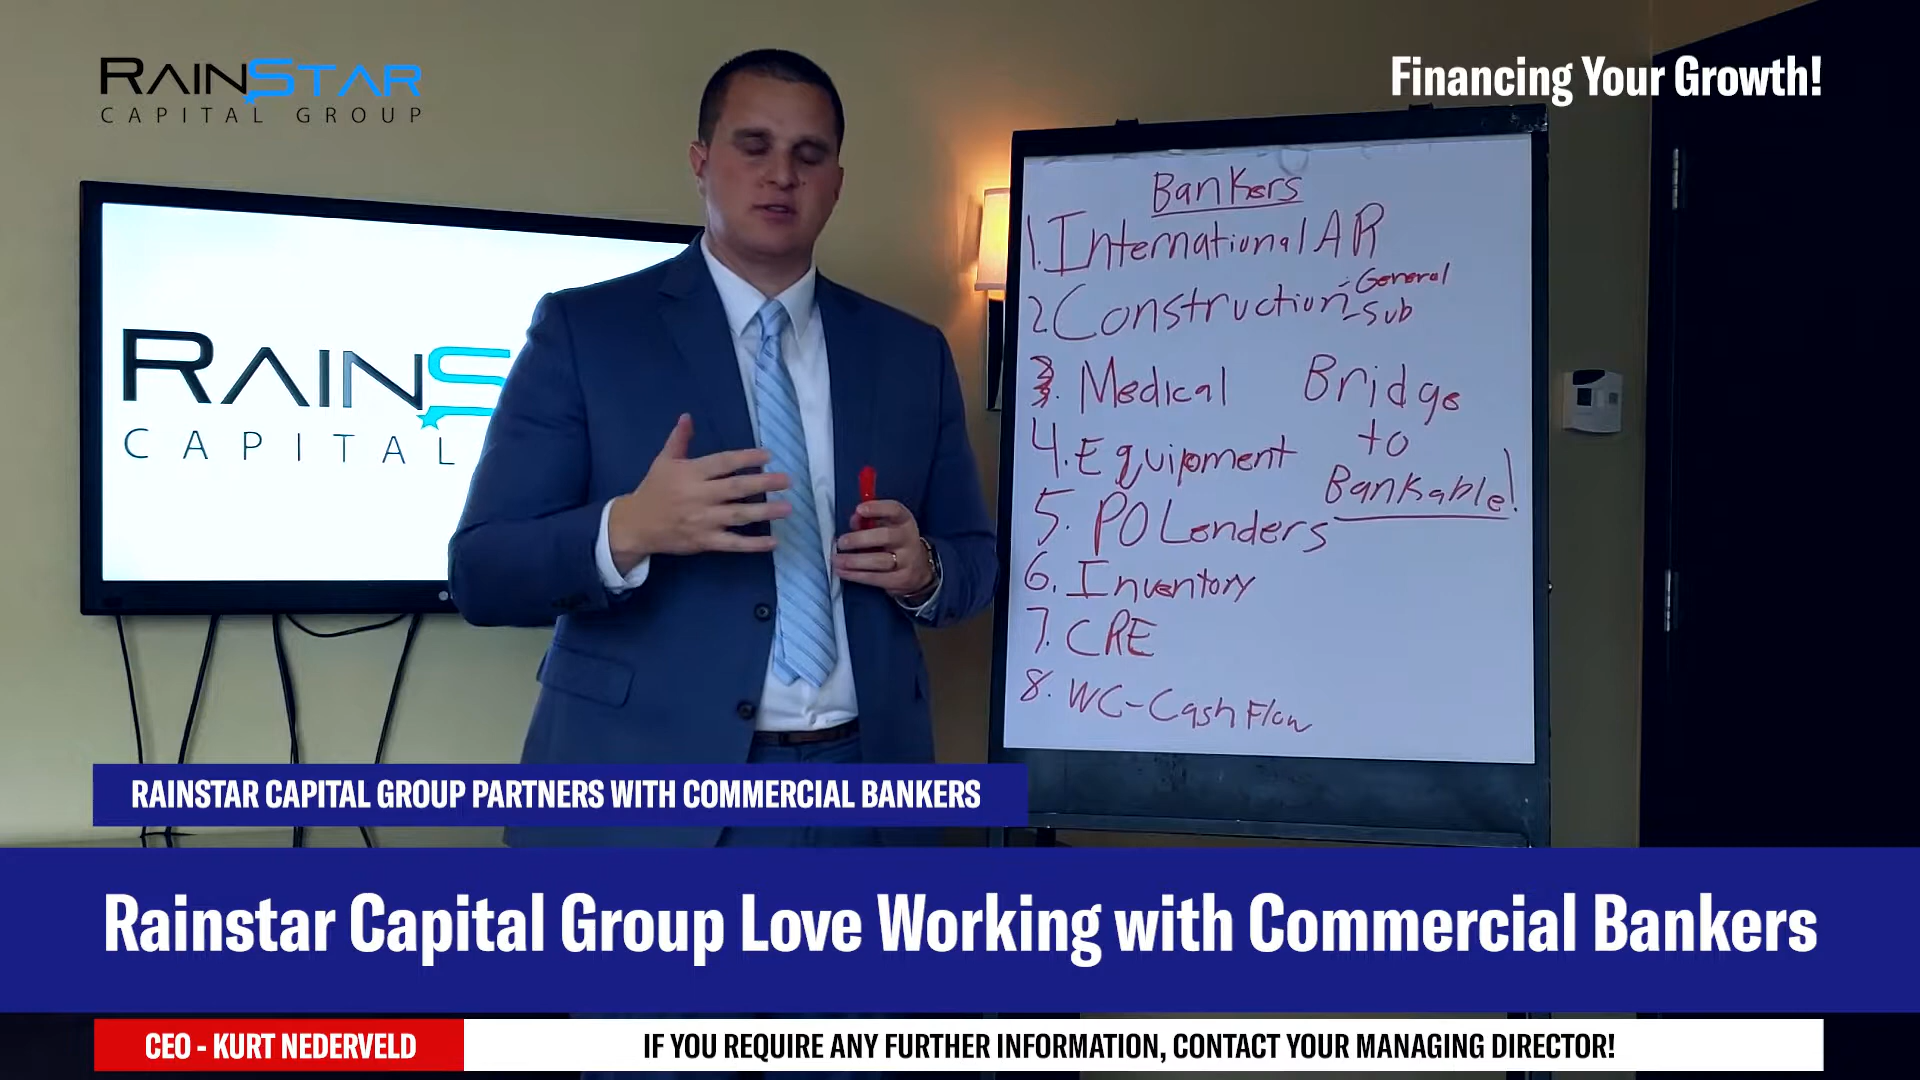 RAINSTAR
CAPITAL GROUP
Financing Your Growth!
RAINS
CAPITAL
Bankers
1. International AR
2. Construction - General
- Sub
3. Medical
4. Equipment
5. PO Lenders
6. Inventory
7. CRE
8. WC - Cash Flow
Bridge
to
Bankable!
RAINSTAR CAPITAL GROUP PARTNERS WITH COMMERCIAL BANKERS
Rainstar Capital Group Love Working with Commercial Bankers
CEO - KURT NEDERVELD
IF YOU REQUIRE ANY FURTHER INFORMATION, CONTACT YOUR MANAGING DIRECTOR!